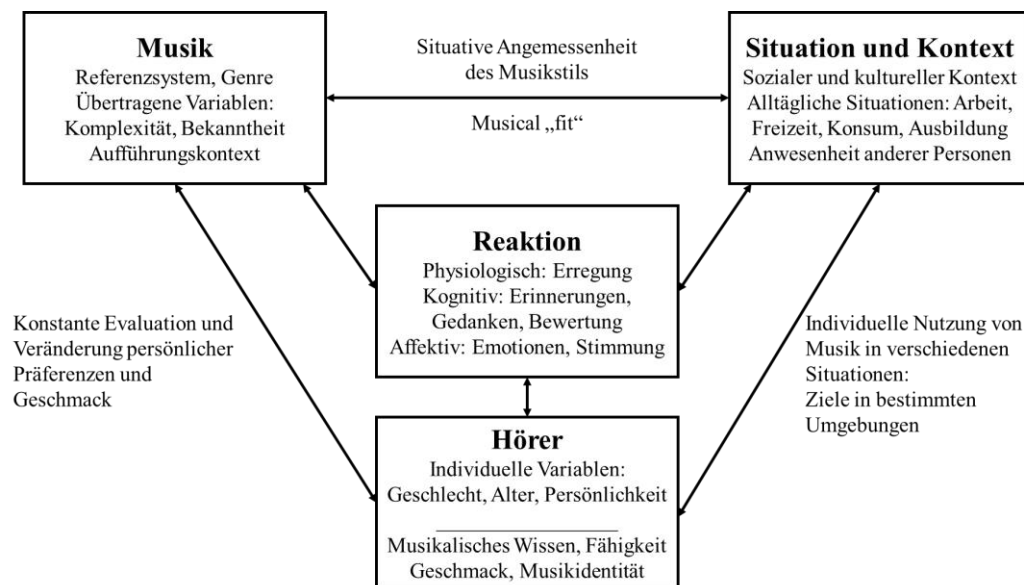 Musik
Referenzsystem, Genre
Übertragene Variablen:
Komplexität, Bekanntheit
Aufführungskontext
Situative Angemessenheit
des Musikstils
Musical „fit“
Situation und Kontext
Sozialer und kultureller Kontext
Alltägliche Situationen: Arbeit,
Freizeit, Konsum, Ausbildung
Anwesenheit anderer Personen
Reaktion
Physiologisch: Erregung
Kognitiv: Erinnerungen,
Gedanken, Bewertung
Affektiv: Emotionen, Stimmung
Konstante Evaluation und
Veränderung persönlicher
Präferenzen und
Geschmack
Individuelle Nutzung von
Musik in verschiedenen
Situationen:
Ziele in bestimmten
Umgebungen
Hörer
Individuelle Variablen:
Geschlecht, Alter, Persönlichkeit
Musikalisches Wissen, Fähigkeit
Geschmack, Musikidentität